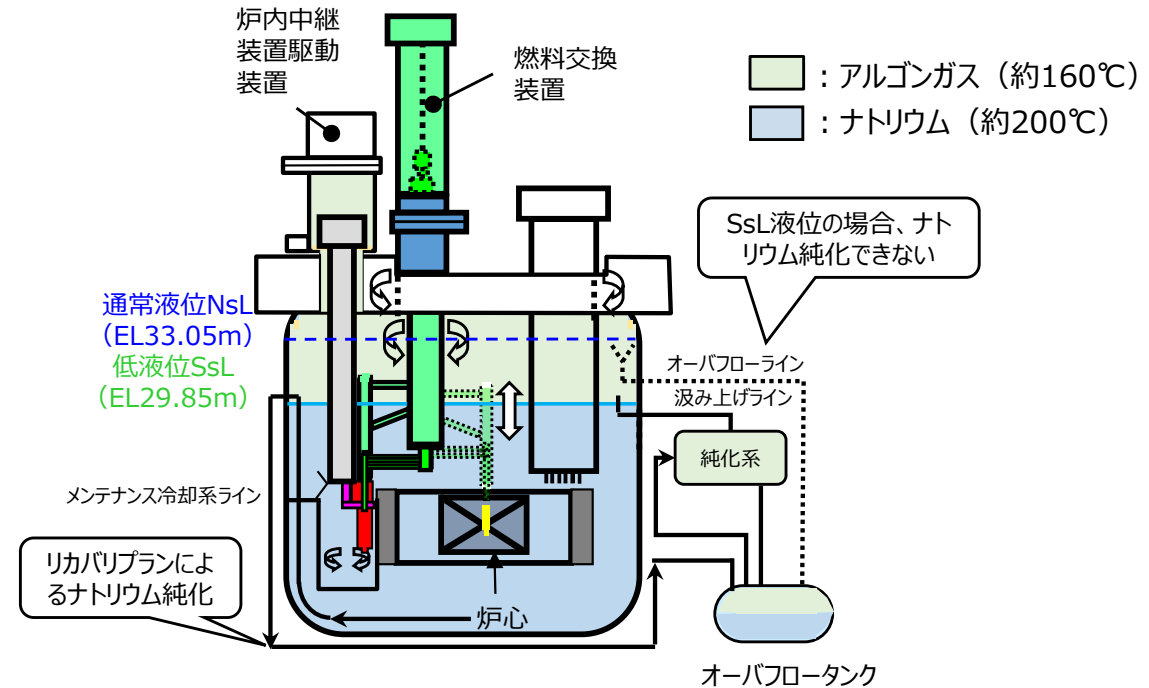 炉内中継
装置駆動
装置
燃料交換
装置
：アルゴンガス（約160℃）
：ナトリウム（約200℃）
SsL液位の場合、ナト
リウム純化できない
通常液位NsL
（EL33.05m）
低液位SsL
（EL29.85m）
オーバフローライン
汲み上げライン
純化系
メンテナンス冷却系ライン
リカバリプランによ
るナトリウム純化
炉心
オーバフロータンク